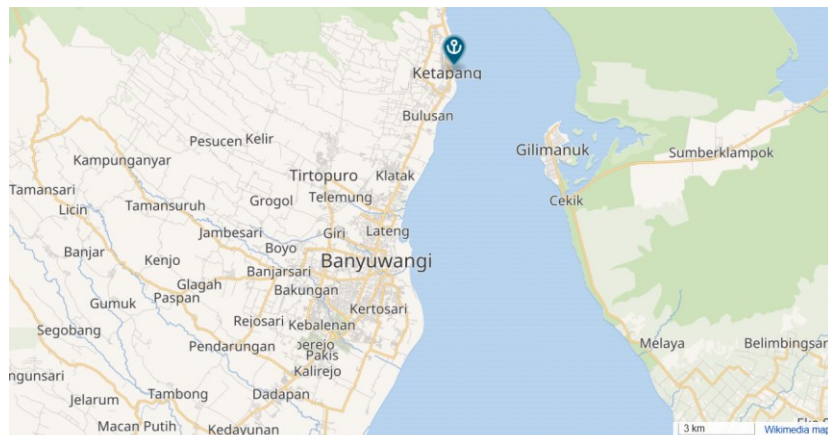 Ketapang
Bulusan
Pesucen
Kelir
Gilimanuk
Sumberklampok
Kampunganyar
Tirtopuro
Klatak
Tamansari
Telemung
Cekik
Licin
Tamansuruh
Grogol
Jambesari
Giri
Lateng
Banjar
Kenjo
Boyo
Banyuwangi
Banjarsari
Glagah
Bakungan
Gumuk
Paspan
Kertosari
Rejosari
Kebalenan
Segobang
Pendarungan
perejo
Melaya
Belimbingsar
Pakis
Kalirejo
ngunsari
Tambong
Dadapan
Jelarum
Macan Putih
Kedayunan
3 km
Wikimedia map